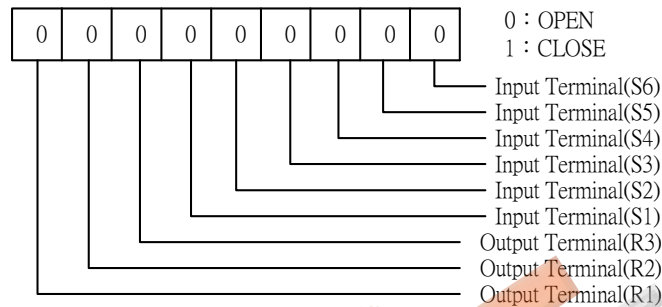 0 0 0 0 0 0 0 0 0
0：OPEN
1：CLOSE
Input Terminal(S6)
Input Terminal(S5)
Input Terminal(S4)
Input Terminal(S3)
Input Terminal(S2)
Input Terminal(S1)
Output Terminal(R3)
Output Terminal(R2)
Output Terminal(R1)